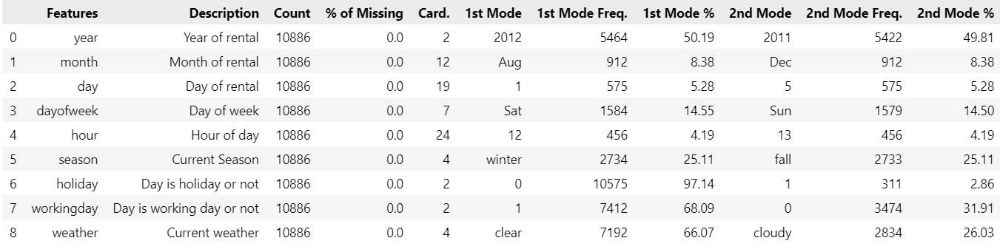 Features Description Count % of Missing Card. 1st Mode 1st Mode Freq. 1st Mode % 2nd Mode 2nd Mode Freq. 2nd Mode %
0 year Year of rental 10886 0.0 2 2012 5464 50.19 2011 5422 49.81
1 month Month of rental 10886 0.0 12 Aug 912 8.38 Dec 912 8.38
2 day Day of rental 10886 0.0 19 1 575 5.28 5 575 5.28
3 dayofweek Day of week 10886 0.0 7 Sat 1584 14.55 Sun 1579 14.50
4 hour Hour of day 10886 0.0 24 12 456 4.19 13 456 4.19
5 season Current Season 10886 0.0 4 winter 2734 25.11 fall 2733 25.11
6 holiday Day is holiday or not 10886 0.0 2 0 10575 97.14 1 311 2.86
7 workingday Day is working day or not 10886 0.0 2 1 7412 68.09 0 3474 31.91
8 weather Current weather 10886 0.0 4 clear 7192 66.07 cloudy 2834 26.03